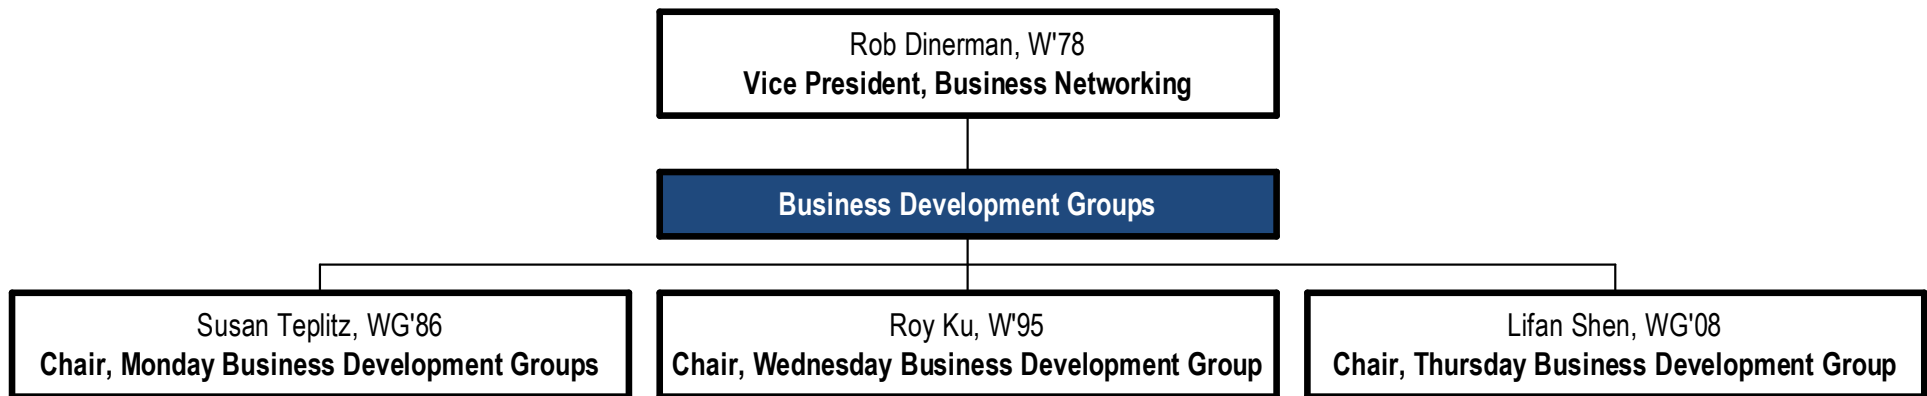 Rob Dinerman, W'78
Vice President, Business Networking
Business Development Groups
Susan Teplitz, WG'86
Chair, Monday Business Development Groups
Roy Ku, W'95
Chair, Wednesday Business Development Group
Lifan Shen, WG'08
Chair, Thursday Business Development Group